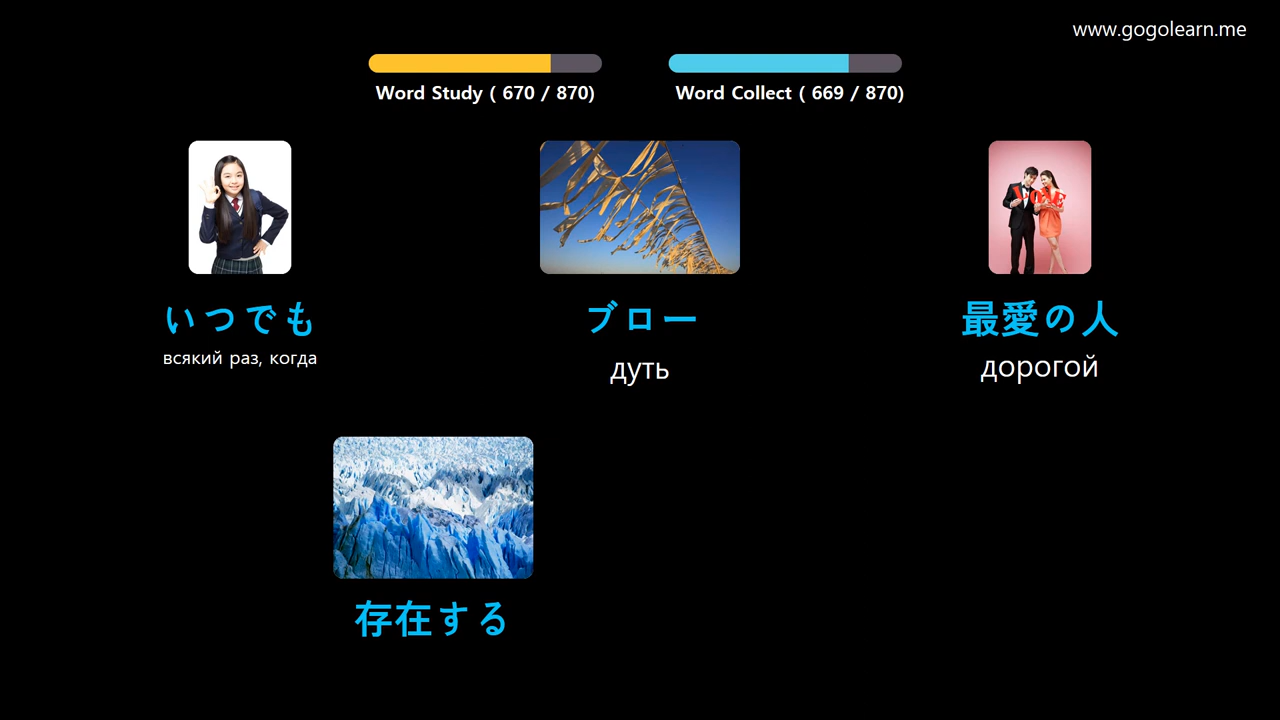 www.gogolearn.me
Word Study ( 670 / 870)
Word Collect ( 669 / 870)
いつでも
всякий раз, когда
ブロー
дуть
最愛の人
дорогой
存在する